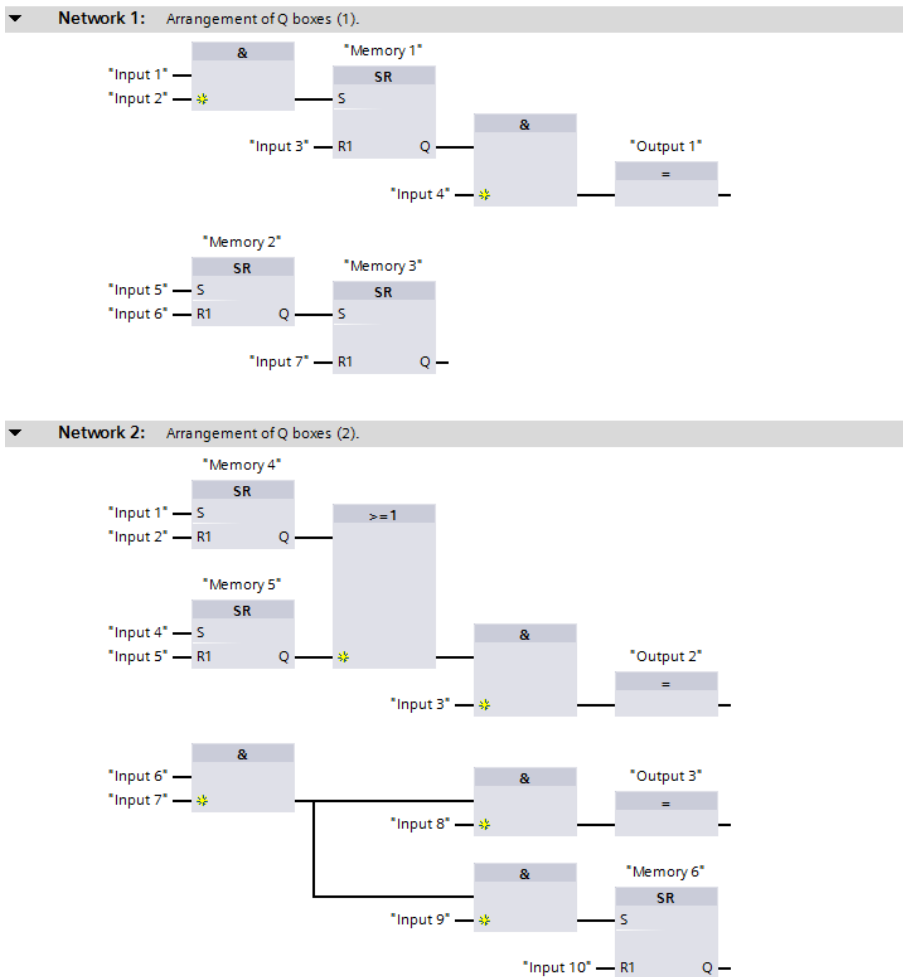 Network 1: Arrangement of Q boxes (1).
&
"Memory 1"
"Input 1"
SR
"Input 2"
S
&
"Input 3"
R1 Q
"Output 1"
=
"Input 4"
"Memory 2"
SR
"Memory 3"
"Input 5"
S
SR
"Input 6"
R1 Q
S
"Input 7"
R1 Q
Network 2: Arrangement of Q boxes (2).
"Memory 4"
SR
"Input 1"
S
>=1
"Input 2"
R1 Q
"Memory 5"
SR
"Input 4"
S
&
"Input 5"
R1 Q
"Output 2"
=
"Input 3"
&
"Input 6"
&
"Output 3"
"Input 7"
=
"Input 8"
&
"Memory 6"
SR
"Input 9"
S
"Input 10"
R1 Q